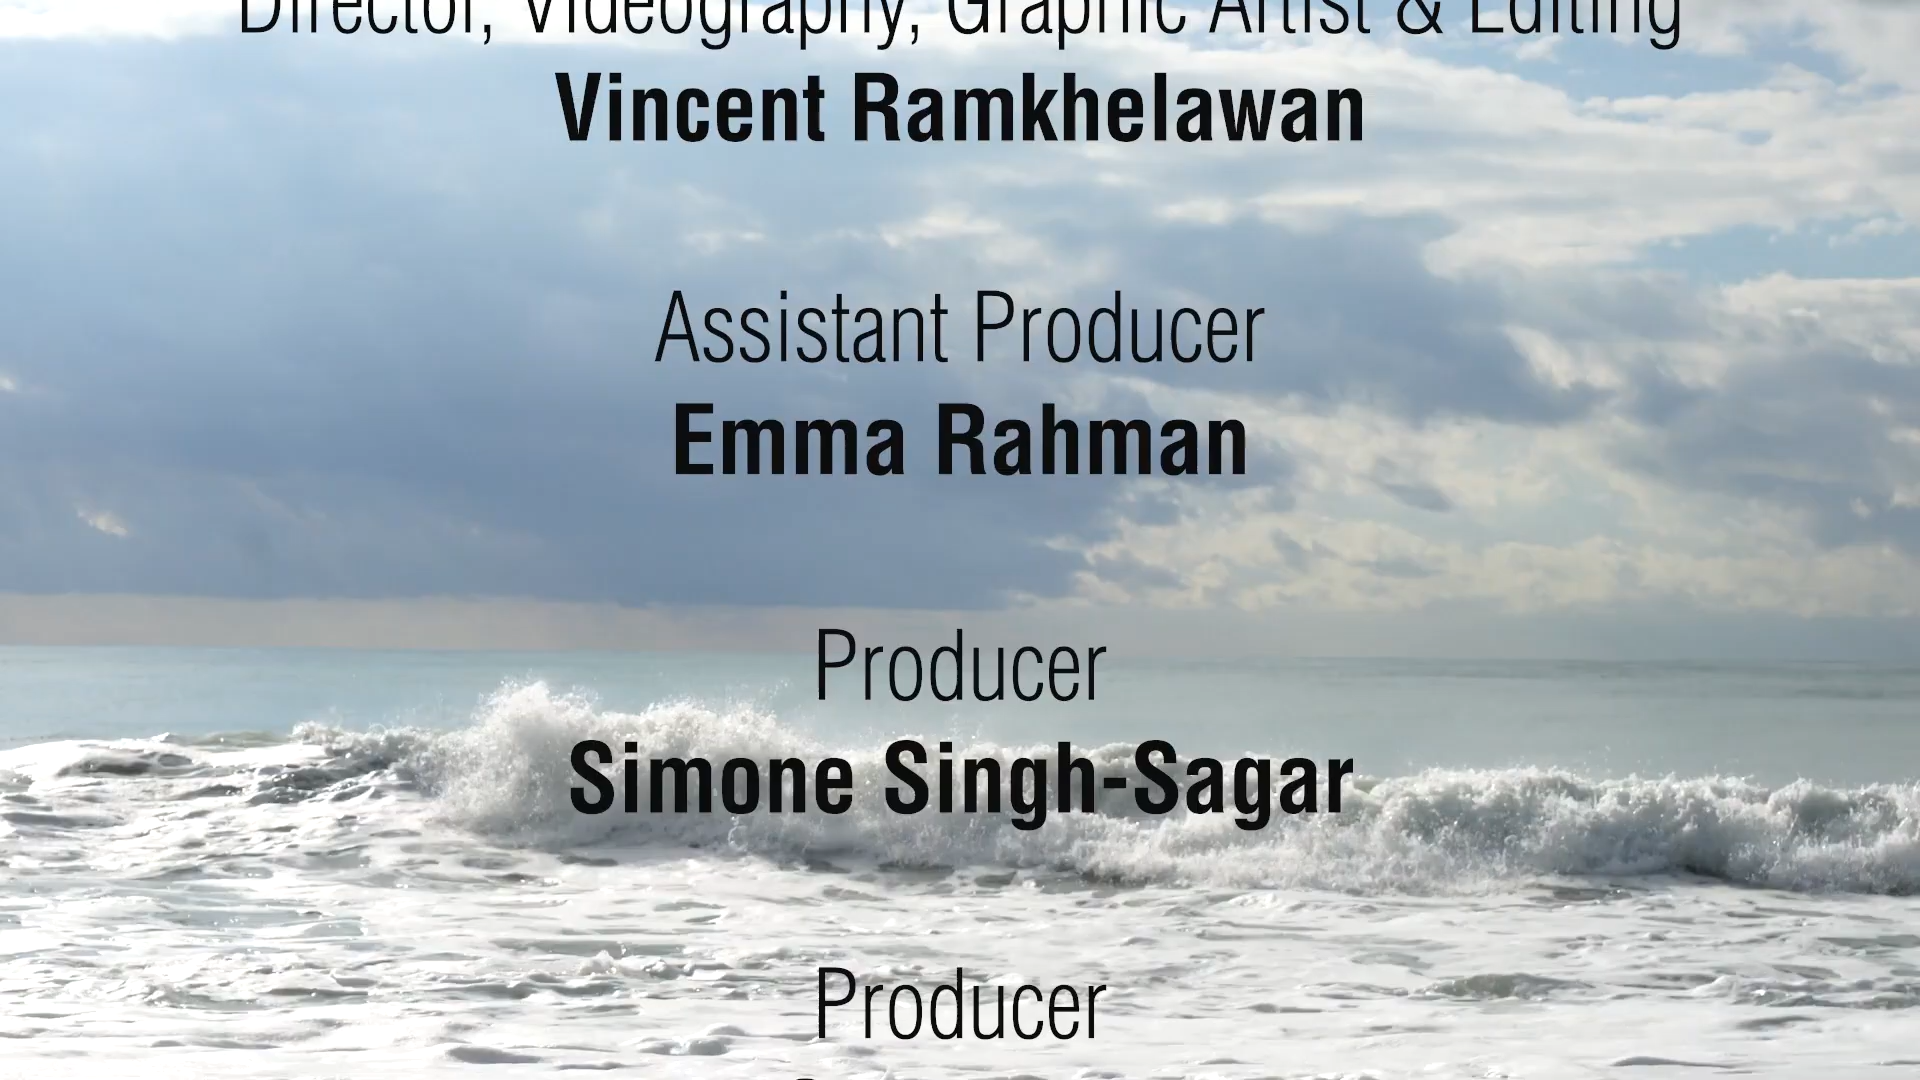 Director, Videography, Graphic Artist & Editing
Vincent Ramkhelawan
Assistant Producer
Emma Rahman
Producer
Simone Singh-Sagar
Producer